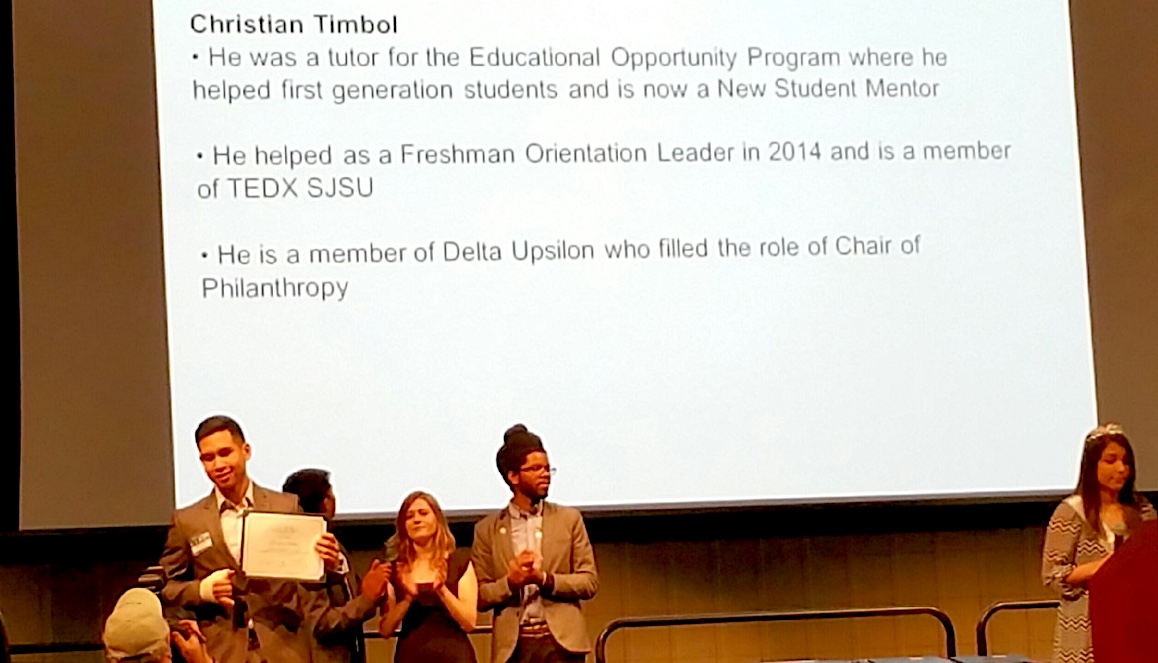 Christian Timbol
• He was a tutor for the Educational Opportunity Program where he
helped first generation students and is now a New Student Mentor
• He helped as a Freshman Orientation Leader in 2014 and is a member
of TEDX SJSU
• He is a member of Delta Upsilon who filled the role of Chair of
Philanthropy